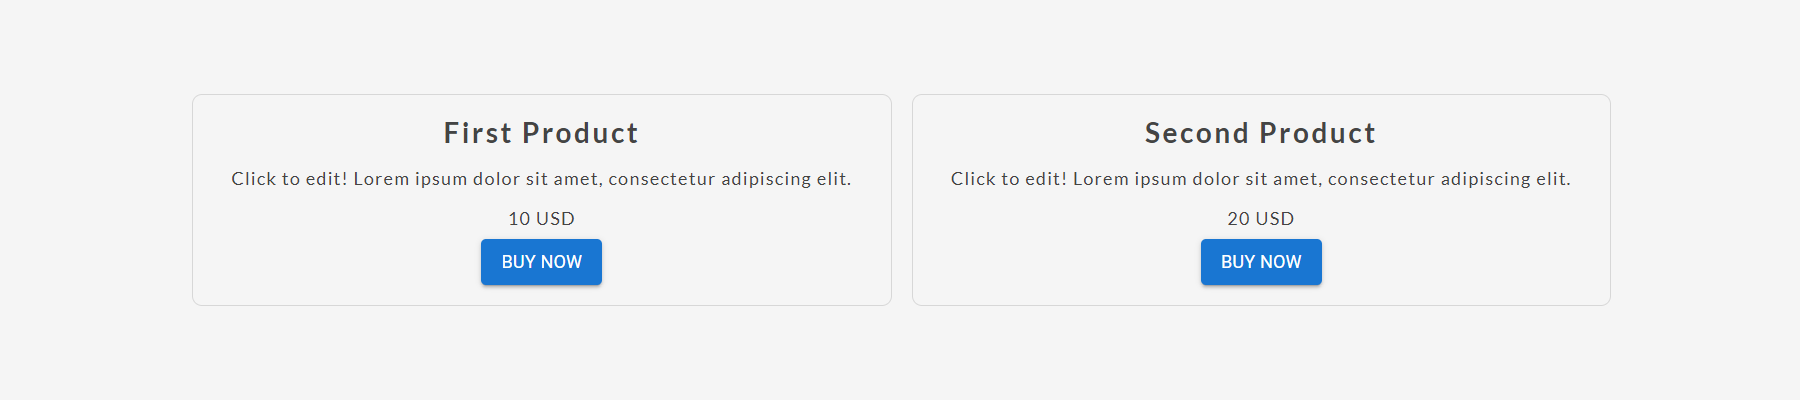 First Product
Click to edit! Lorem ipsum dolor sit amet, consectetur adipiscing elit.
10 USD
BUY NOW
Second Product
Click to edit! Lorem ipsum dolor sit amet, consectetur adipiscing elit.
20 USD
BUY NOW